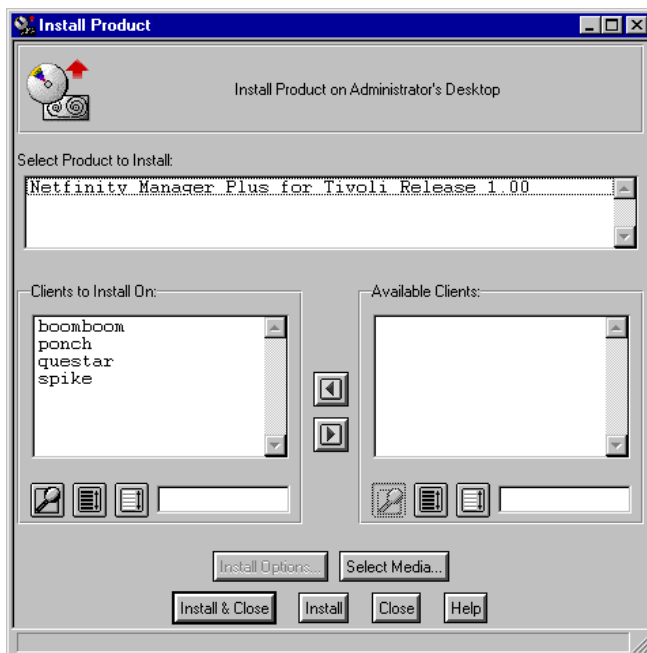 Install Product
Install Product on Administrator's Desktop
Select Product to Install:
Netfinity Manager Plus for Tivoli Release 1.00
Clients to Install On:
boomboom
ponch
questar
spike
Available Clients:
Install Options...
Select Media...
Install & Close
Install
Close
Help